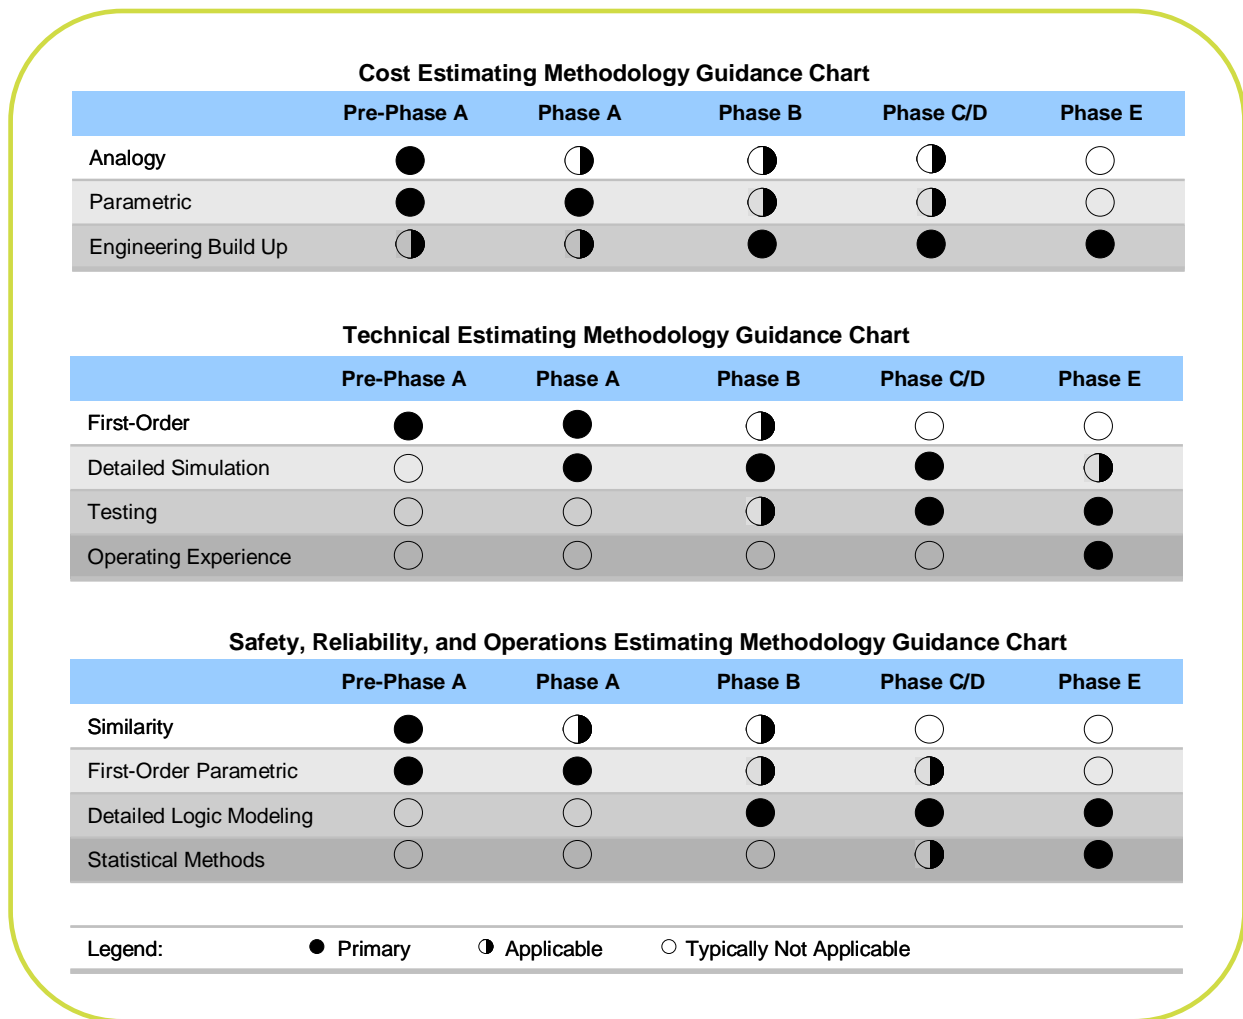 Cost Estimating Methodology Guidance Chart
Pre-Phase A Phase A Phase B Phase C/D Phase E
Analogy
Parametric
Engineering Build Up
Technical Estimating Methodology Guidance Chart
Pre-Phase A Phase A Phase B Phase C/D Phase E
First-Order
Detailed Simulation
Testing
Operating Experience
Safety, Reliability, and Operations Estimating Methodology Guidance Chart
Pre-Phase A Phase A Phase B Phase C/D Phase E
Similarity
First-Order Parametric
Detailed Logic Modeling
Statistical Methods
Legend: Primary Applicable Typically Not Applicable